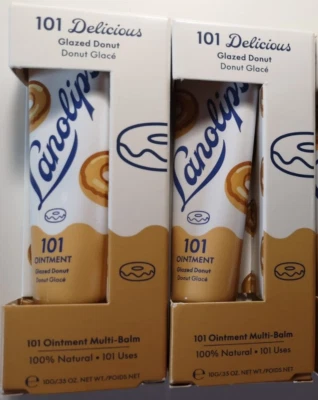 101 Delicious
Glazed Donut
Donut Glacé
Lanolips
101
OINTMENT
Glazed Donut
Donut Glacé
101 Ointment Multi-Balm
100% Natural • 101 Uses
101 Delicious
Glazed Donut
Donut Glacé
Lanolips
101
OINTMENT
Glazed Donut
Donut Glacé
101 Ointment Multi-Balm
100% Natural • 101 Uses